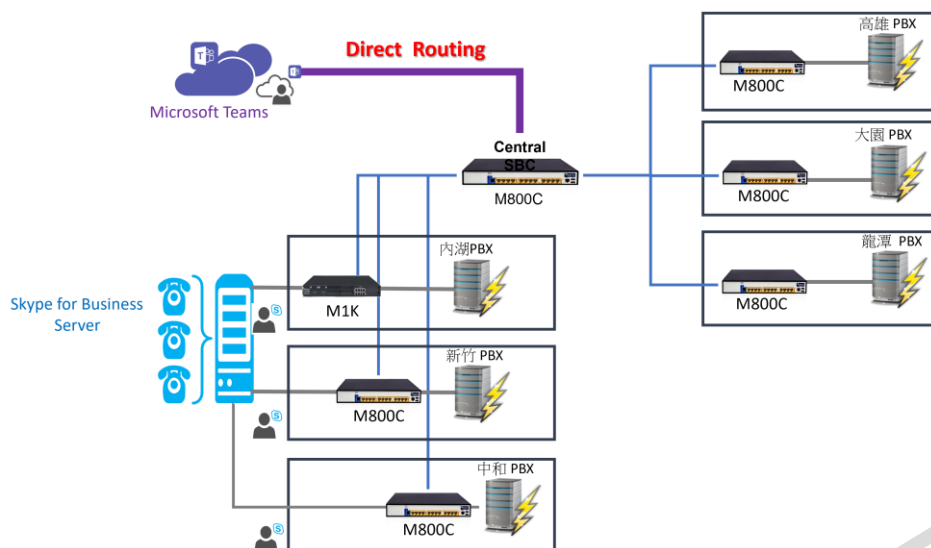 Direct Routing
Microsoft Teams
Central
SBC
M800C
高雄 PBX
M800C
大園 PBX
M800C
龍潭 PBX
M800C
Skype for Business
Server
內湖PBX
M1K
新竹 PBX
M800C
中和 PBX
M800C